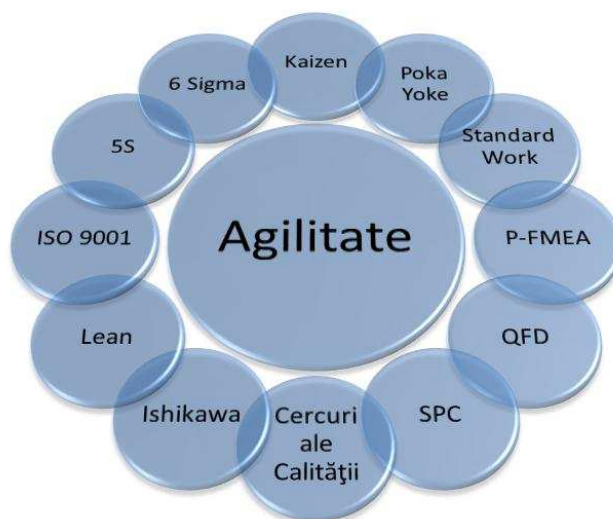 Kaizen
Poka
Yoke
Standard
Work
P-FMEA
QFD
SPC
Cercuri
ale
Calităţii
Ishikawa
Lean
ISO 9001
5S
6 Sigma
Agilitate